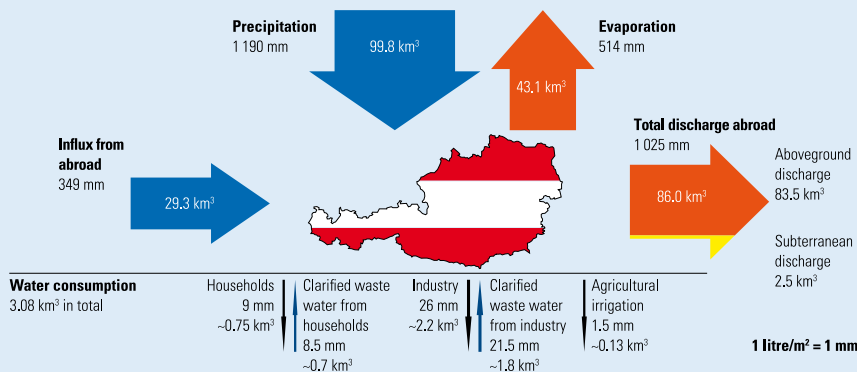 Precipitation
1 190 mm
99.8 km³
Evaporation
514 mm
43.1 km³
Influx from
abroad
349 mm
29.3 km³
Total discharge abroad
1 025 mm
86.0 km³
Aboveground
discharge
83.5 km³
Subterranean
discharge
2.5 km³
Water consumption
3.08 km³ in total
Households
9 mm
~0.75 km³
Clarified waste
water from
households
8.5 mm
~0.7 km³
Industry
26 mm
~2.2 km³
Clarified
waste water
from industry
21.5 mm
~1.8 km³
Agricultural
irrigation
1.5 mm
~0.13 km³
1 litre/m² = 1 mm